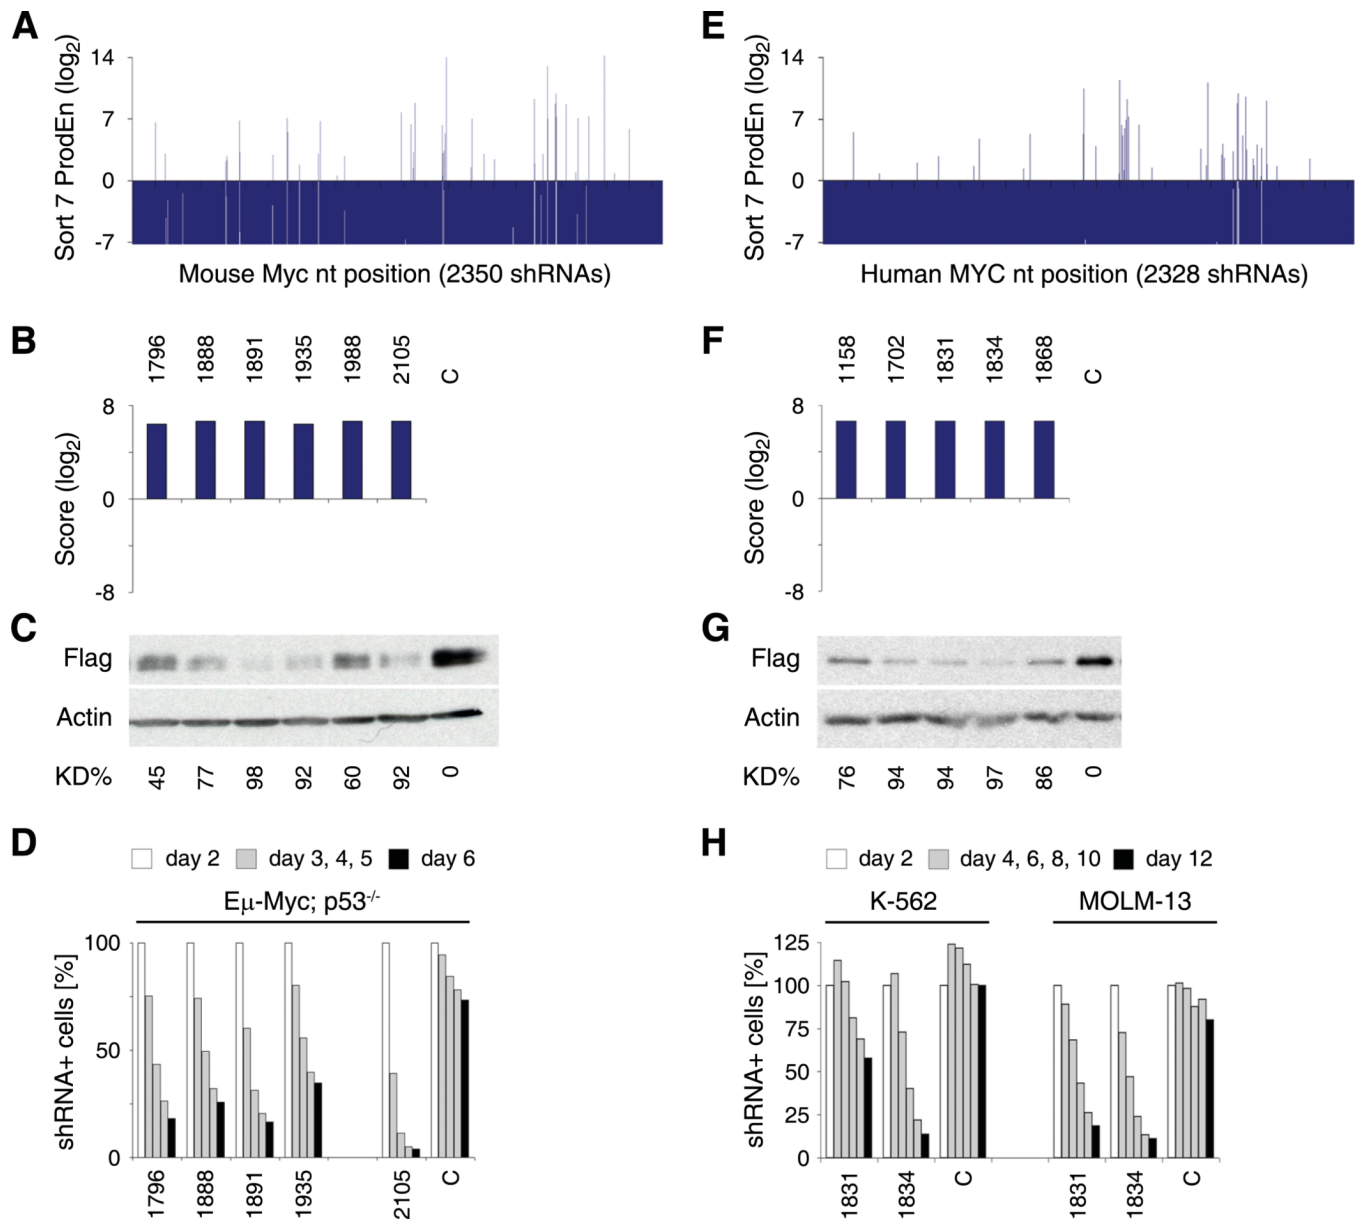 A
Sort 7 ProdEn (log2)
14
7
0
-7
Mouse Myc nt position (2350 shRNAs)
B
1796 1888 1891 1935 1988 2105 C
Score (log2)
8
0
-8
C
Flag
Actin
KD% 45 77 98 92 60 92 0
D
day 2 day 3, 4, 5 day 6
Eμ-Myc; p53-/-
shRNA+ cells [%]
100
50
0
1796 1888 1891 1935 2105 C
E
Sort 7 ProdEn (log2)
14
7
0
-7
Human MYC nt position (2328 shRNAs)
F
1158 1702 1831 1834 1868 C
Score (log2)
8
0
-8
G
Flag
Actin
KD% 76 94 94 97 86 0
H
day 2 day 4, 6, 8, 10 day 12
K-562 MOLM-13
shRNA+ cells [%]
125
100
75
50
25
0
1831 1834 C 1831 1834 C